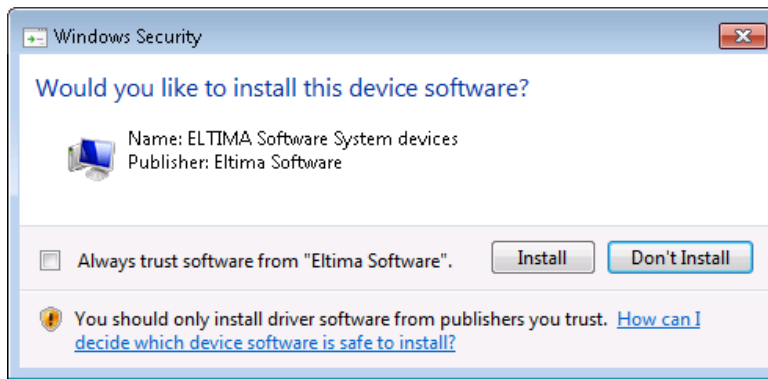 Windows Security
Would you like to install this device software?
Name: ELTIMA Software System devices
Publisher: Eltima Software
Always trust software from "Eltima Software".
Install
Don't Install
You should only install driver software from publishers you trust. How can I
decide which device software is safe to install?